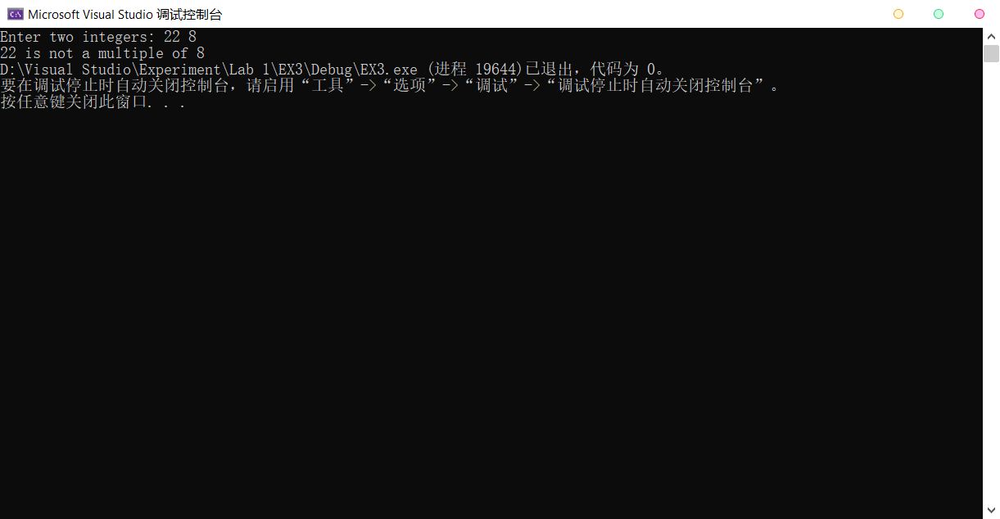 Microsoft Visual Studio 调试控制台
Enter two integers: 22 8
22 is not a multiple of 8
D:\Visual Studio\Experiment\Lab 1\EX3\Debug\EX3.exe (进程 19644)已退出，代码为 0。
要在调试停止时自动关闭控制台，请启用“工具”->“选项”->“调试”->“调试停止时自动关闭控制台”。
按任意键关闭此窗口. . .